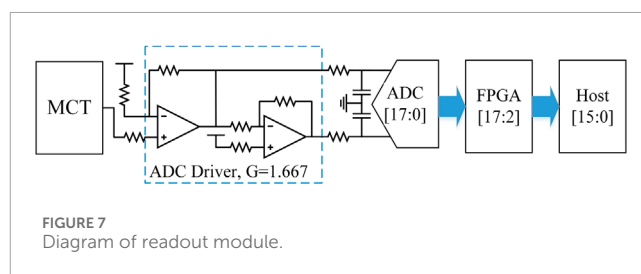 MCT
ADC Driver, G=1.667
ADC
[17:0]
FPGA
[17:2]
Host
[15:0]
FIGURE 7
Diagram of readout module.